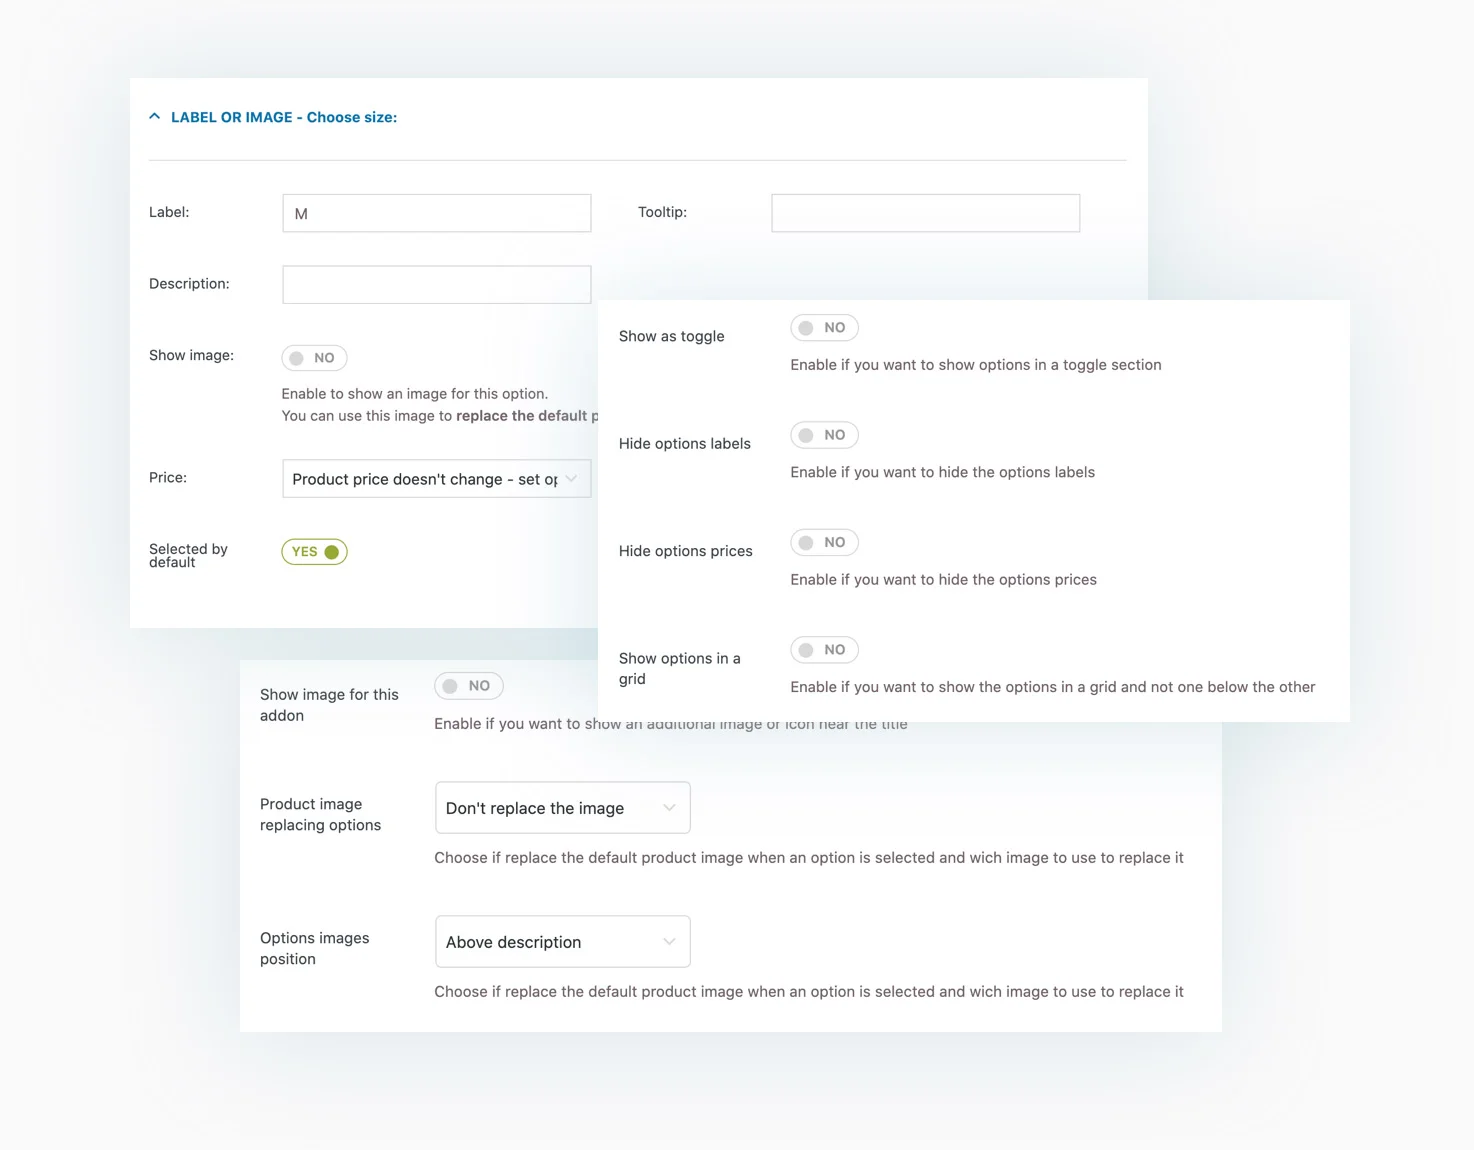 LABEL OR IMAGE - Choose size:
Label:
M
Tooltip:
Description:
Show image:
NO
Enable to show an image for this option.
You can use this image to replace the default p
Price:
Product price doesn't change - set op
Selected by
default
YES
Show as toggle
NO
Enable if you want to show options in a toggle section
Hide options labels
NO
Enable if you want to hide the options labels
Hide options prices
NO
Enable if you want to hide the options prices
Show options in a
grid
NO
Enable if you want to show the options in a grid and not one below the other
Show image for this
addon
NO
Enable if you want to show an additional image or icon near the title
Product image
replacing options
Don't replace the image
Choose if replace the default product image when an option is selected and wich image to use to replace it
Options images
position
Above description
Choose if replace the default product image when an option is selected and wich image to use to replace it